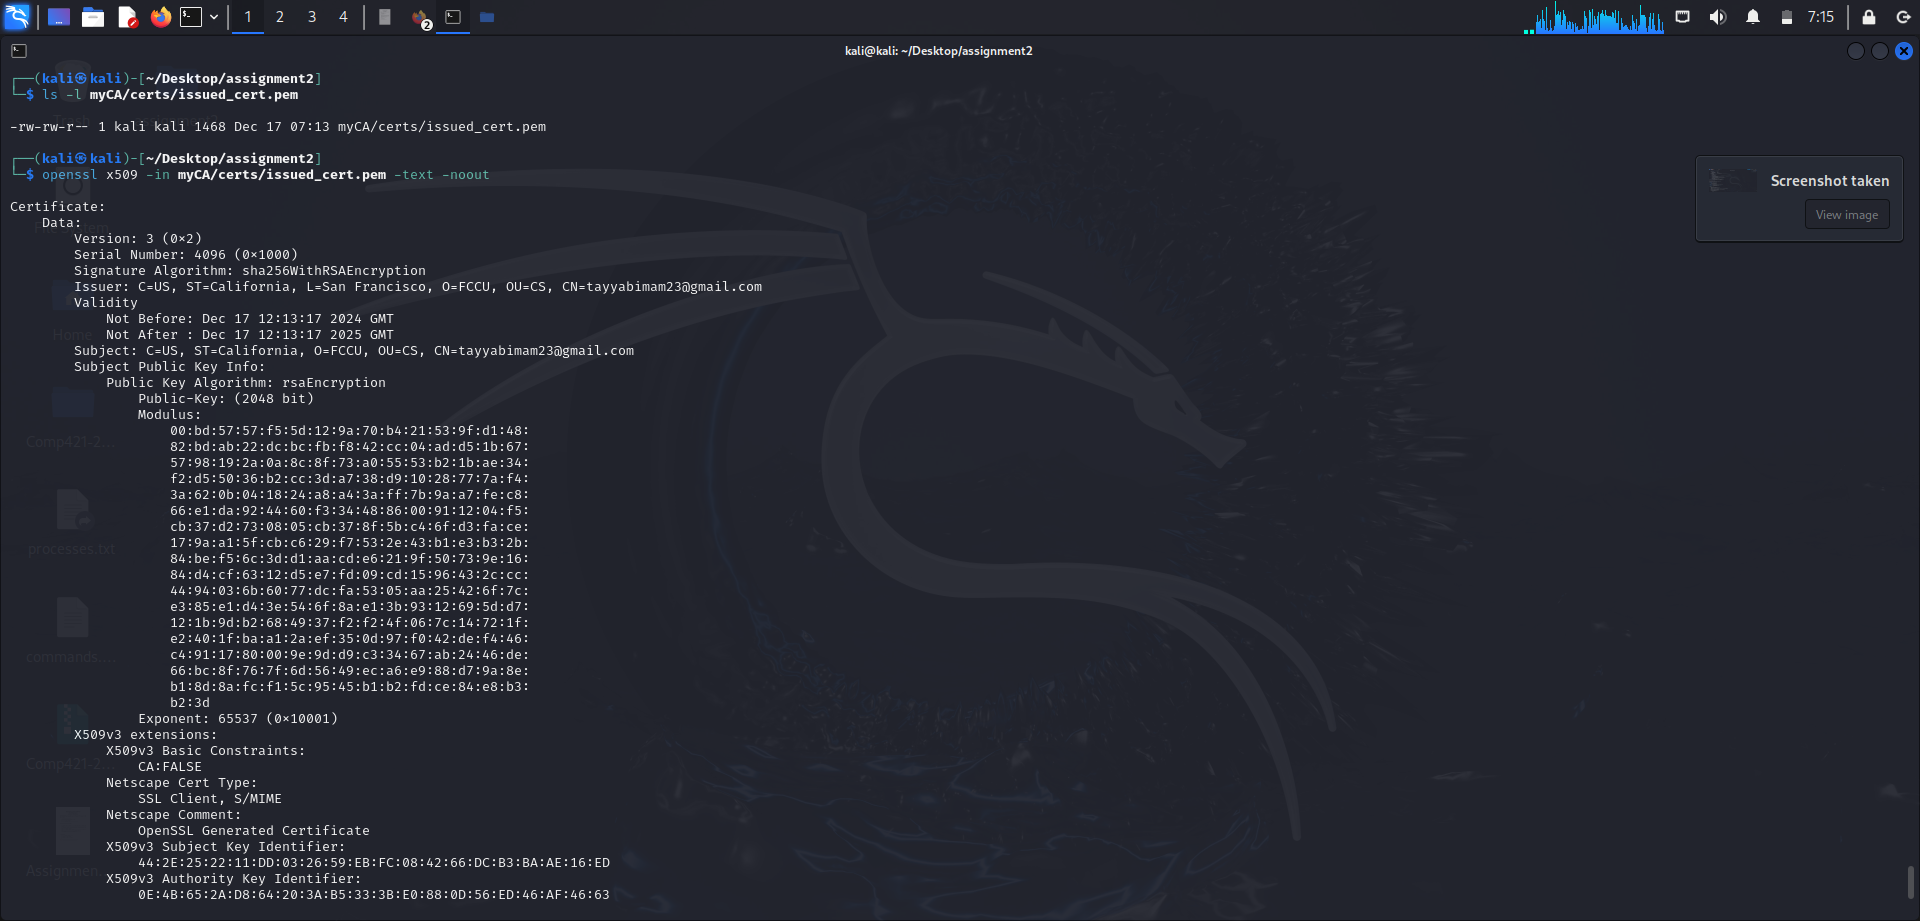 1 2 3 4
2
7:15
kali@kali: ~/Desktop/assignment2
┌──(kali㉿kali)-[~/Desktop/assignment2]
└─$ ls -l myCA/certs/issued_cert.pem
-rw-rw-r-- 1 kali kali 1468 Dec 17 07:13 myCA/certs/issued_cert.pem
┌──(kali㉿kali)-[~/Desktop/assignment2]
└─$ openssl x509 -in myCA/certs/issued_cert.pem -text -noout
Screenshot taken
View image
Certificate:
Data:
Version: 3 (0×2)
Serial Number: 4096 (0×1000)
Signature Algorithm: sha256WithRSAEncryption
Issuer: C=US, ST=California, L=San Francisco, O=FCCU, OU=CS, CN=tayyabimam23@gmail.com
Validity
Not Before: Dec 17 12:13:17 2024 GMT
Not After : Dec 17 12:13:17 2025 GMT
Subject: C=US, ST=California, O=FCCU, OU=CS, CN=tayyabimam23@gmail.com
Subject Public Key Info:
Public Key Algorithm: rsaEncryption
Public-Key: (2048 bit)
Modulus:
00:bd:57:57:f5:5d:12:9a:70:b4:21:53:9f:d1:48:
82:bd:ab:22:dc:bc:fb:f8:42:cc:04:ad:d5:1b:67:
57:98:19:2a:0a:8c:8f:73:a0:55:53:b2:1b:ae:34:
f2:d5:50:36:b2:cc:3d:a7:38:d9:10:28:77:7a:f4:
3a:62:0b:04:18:24:a8:a4:3a:ff:7b:9a:a7:fe:c8:
66:e1:da:92:44:60:f3:34:48:86:00:91:12:04:f5:
cb:37:d2:73:08:05:cb:37:8f:5b:c4:6f:d3:fa:ce:
17:9a:a1:5f:cb:c6:29:f7:53:2e:43:b1:e3:b3:2b:
84:be:f5:6c:3d:d1:aa:cd:e6:21:9f:50:73:9e:16:
84:d4:cf:63:12:d5:e7:fd:09:cd:15:96:43:2c:cc:
44:94:03:6b:60:77:dc:fa:53:05:aa:25:42:6f:7c:
e3:85:e1:d4:3e:54:6f:8a:e1:3b:93:12:69:5d:d7:
12:1b:9d:b2:68:49:37:f2:f2:4f:06:7c:14:72:1f:
e2:40:1f:ba:a1:2a:ef:35:0d:97:f0:42:de:f4:46:
c4:91:17:80:00:9e:9d:d9:c3:34:67:ab:24:46:de:
66:bc:8f:76:7f:6d:56:49:ec:a6:e9:88:d7:9a:8e:
b1:8d:8a:fc:f1:5c:95:45:b1:b2:fd:ce:84:e8:b3:
b2:3d
Exponent: 65537 (0×10001)
X509v3 extensions:
X509v3 Basic Constraints:
CA:FALSE
Netscape Cert Type:
SSL Client, S/MIME
Netscape Comment:
OpenSSL Generated Certificate
X509v3 Subject Key Identifier:
44:2E:25:22:11:DD:03:26:59:EB:FC:08:42:66:DC:B3:BA:AE:16:ED
X509v3 Authority Key Identifier:
0E:4B:65:2A:D8:64:20:3A:B5:33:3B:E0:88:0D:56:ED:46:AF:46:63
Home
Comp421-2...
processes.txt
commands....
Comp421-2...